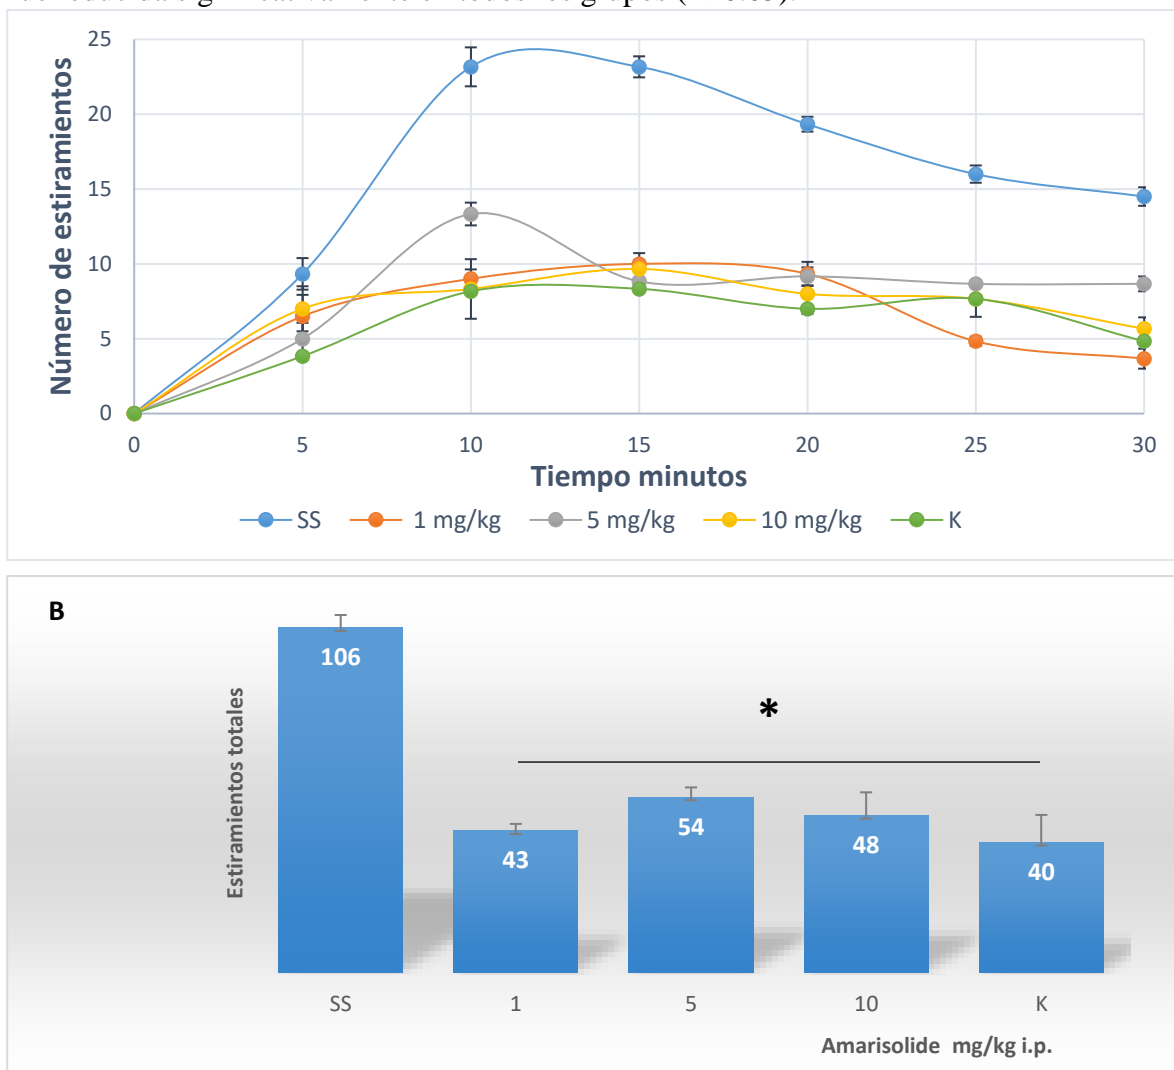 25
20
15
10
5
0
Número de estiramientos
0 5 10 15 20 25 30
Tiempo minutos
SS 1 mg/kg 5 mg/kg 10 mg/kg K
B
Estiramientos totales
106
*
43
54
48
40
SS 1 5 10 K
Amarisolide mg/kg i.p.